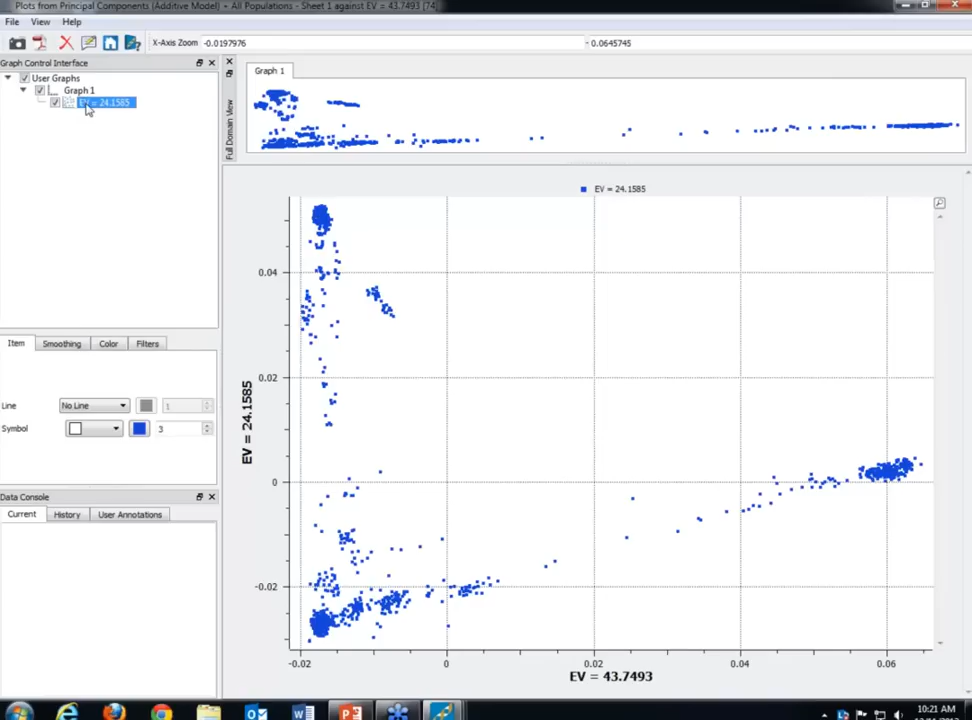 Plots from Principal Components (Additive Model) + All Populations - Sheet 1 against EV = 43.7493 [74]
File View Help
X-Axis Zoom -0.0197976 - 0.0645745
Graph Control Interface
User Graphs
Graph 1
EV = 24.1585
Full Domain View
Graph 1
EV = 24.1585
0.04
0.02
0
-0.02
EV = 24.1585
-0.02 0 0.02 0.04 0.06
EV = 43.7493
Item Smoothing Color Filters
Line No Line 1
Symbol 3
Data Console
Current History User Annotations
10:21 AM